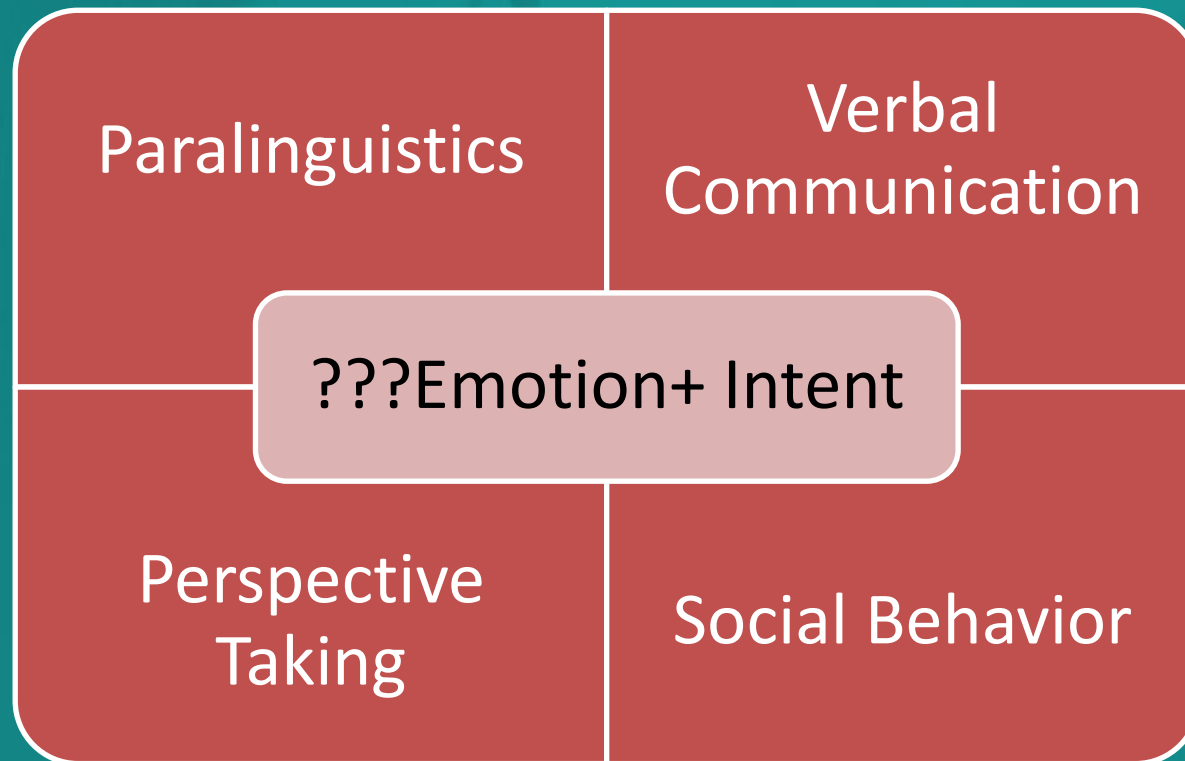 Paralinguistics
Verbal
Communication
???Emotion+ Intent
Perspective
Taking
Social Behavior